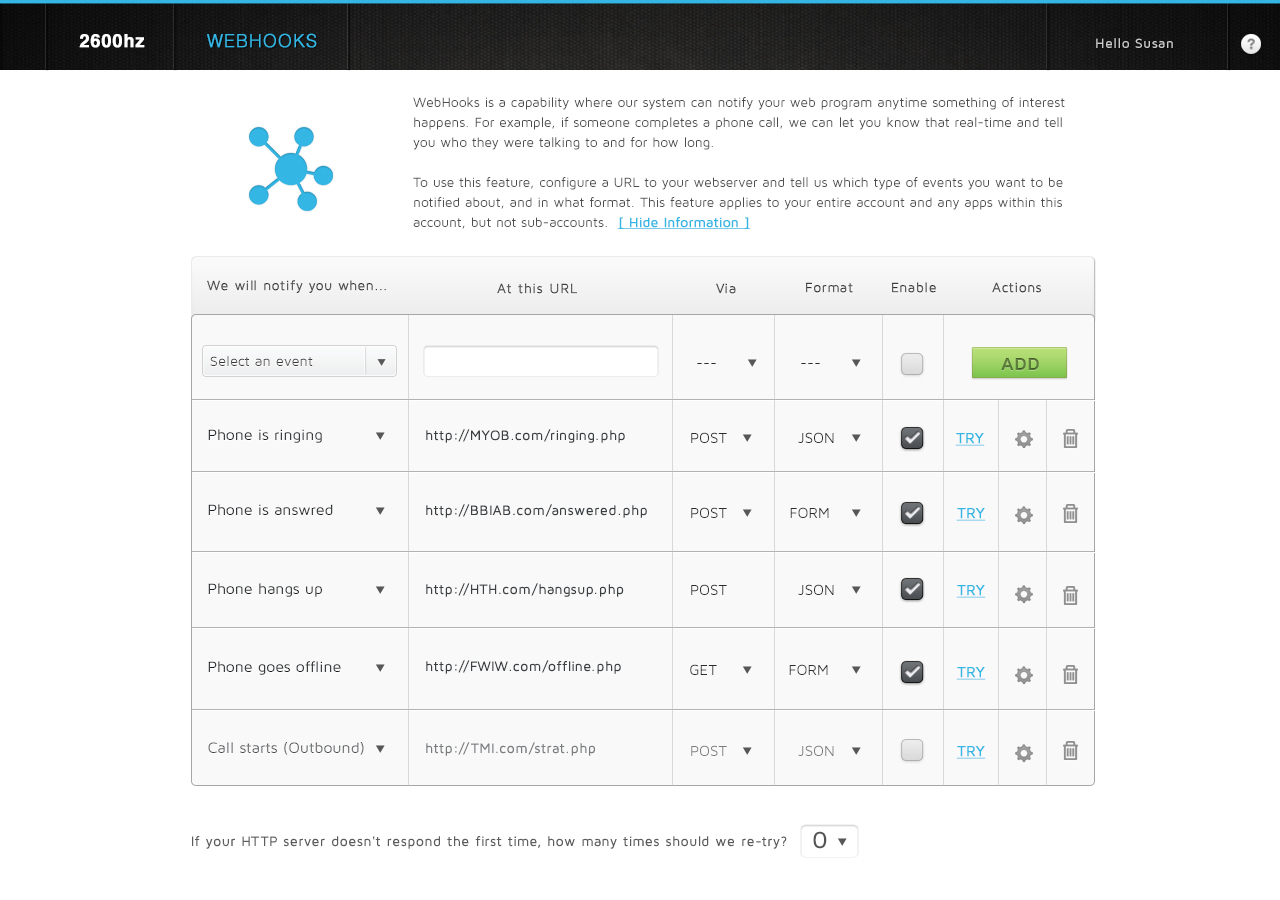 2600hz WEBHOOKS Hello Susan ?
WebHooks is a capability where our system can notify your web program anytime something of interest
happens. For example, if someone completes a phone call, we can let you know that real-time and tell
you who they were talking to and for how long.
To use this feature, configure a URL to your webserver and tell us which type of events you want to be
notified about, and in what format. This feature applies to your entire account and any apps within this
account, but not sub-accounts. [ Hide Information ]
We will notify you when... At this URL Via Format Enable Actions
Select an event --- --- ADD
Phone is ringing http://MYOB.com/ringing.php POST JSON TRY
Phone is answred http://BBIAB.com/answered.php POST FORM TRY
Phone hangs up http://HTH.com/hangsup.php POST JSON TRY
Phone goes offline http://FWIW.com/offline.php GET FORM TRY
Call starts (Outbound) http://TMI.com/strat.php POST JSON TRY
If your HTTP server doesn't respond the first time, how many times should we re-try? 0